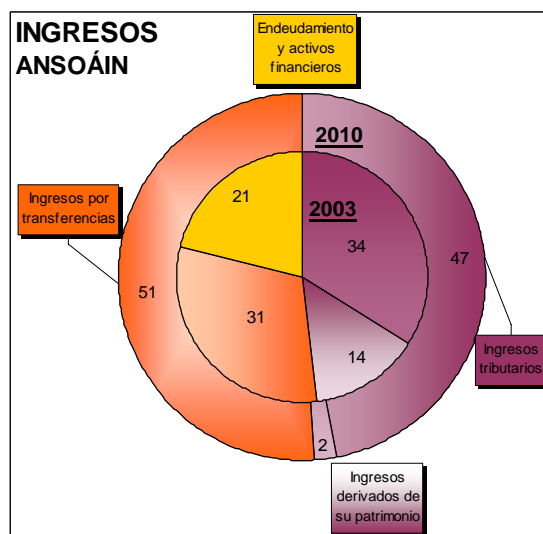 INGRESOS
ANSOÁIN
Endeudamiento
y activos
financieros
2010
2003
21
34
47
Ingresos por
transferencias
51
31
14
Ingresos
tributarios
2
Ingresos
derivados de
su patrimonio